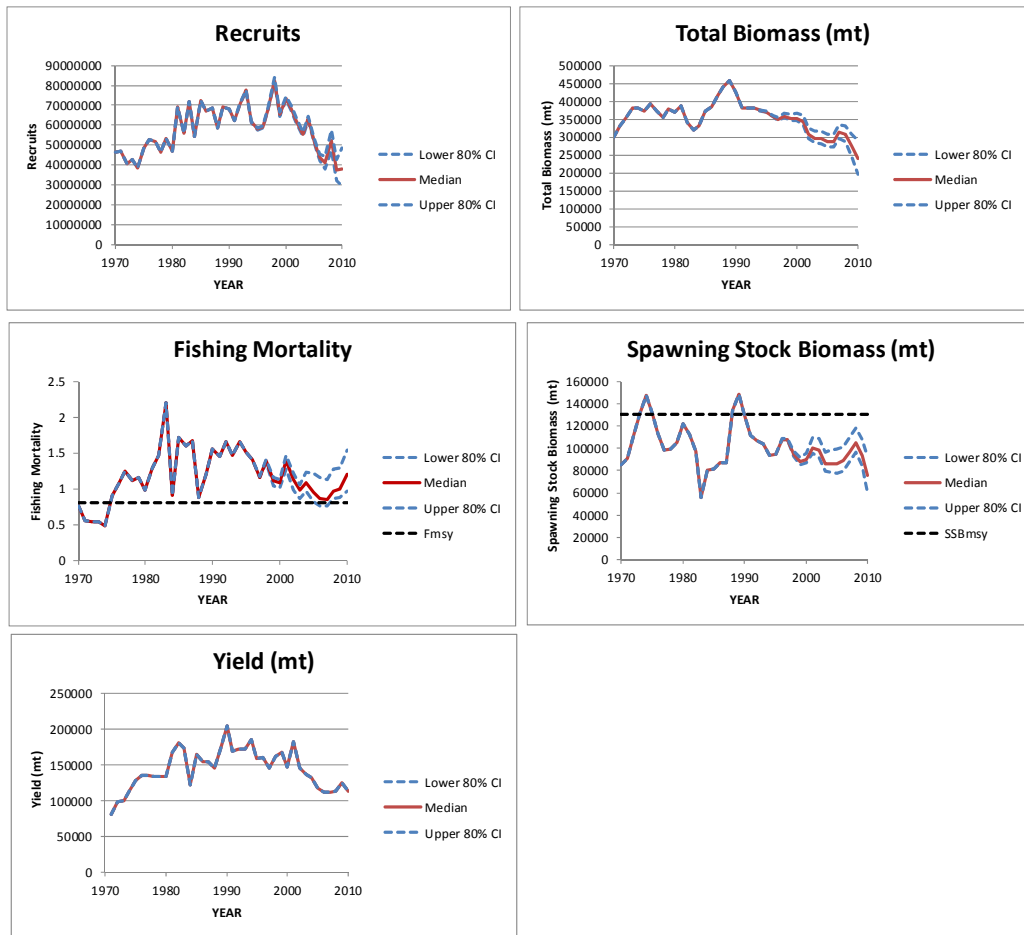 Recruits
90000000
80000000
70000000
60000000
50000000
40000000
30000000
20000000
10000000
0
Recruits
1970 1980 1990 2000 2010
YEAR
Lower 80% CI
Median
Upper 80% CI
Total Biomass (mt)
500000
450000
400000
350000
300000
250000
200000
150000
100000
50000
0
Total Biomass (mt)
1970 1980 1990 2000 2010
YEAR
Lower 80% CI
Median
Upper 80% CI
Fishing Mortality
2.5
2
1.5
1
0.5
0
Fishing Mortality
1970 1980 1990 2000 2010
YEAR
Lower 80% CI
Median
Upper 80% CI
Fmsy
Spawning Stock Biomass (mt)
160000
140000
120000
100000
80000
60000
40000
20000
0
Spawning Stock Biomass (mt)
1970 1980 1990 2000 2010
YEAR
Lower 80% CI
Median
Upper 80% CI
SSBmsy
Yield (mt)
250000
200000
150000
100000
50000
0
Yield (mt)
1970 1980 1990 2000 2010
YEAR
Lower 80% CI
Median
Upper 80% CI